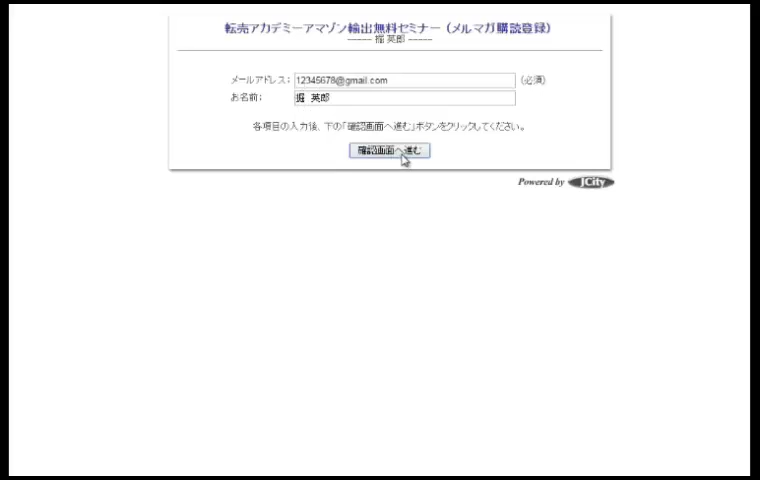 転売アカデミーアマゾン輸出無料セミナー (メルマガ購読登録)
----- 堀 英郎 -----
メールアドレス: 12345678@gmail.com (必須)
お名前: 堀 英郎
各項目の入力後、下の「確認画面へ進む」ボタンをクリックしてください。
確認画面へ進む
Powered by JCity